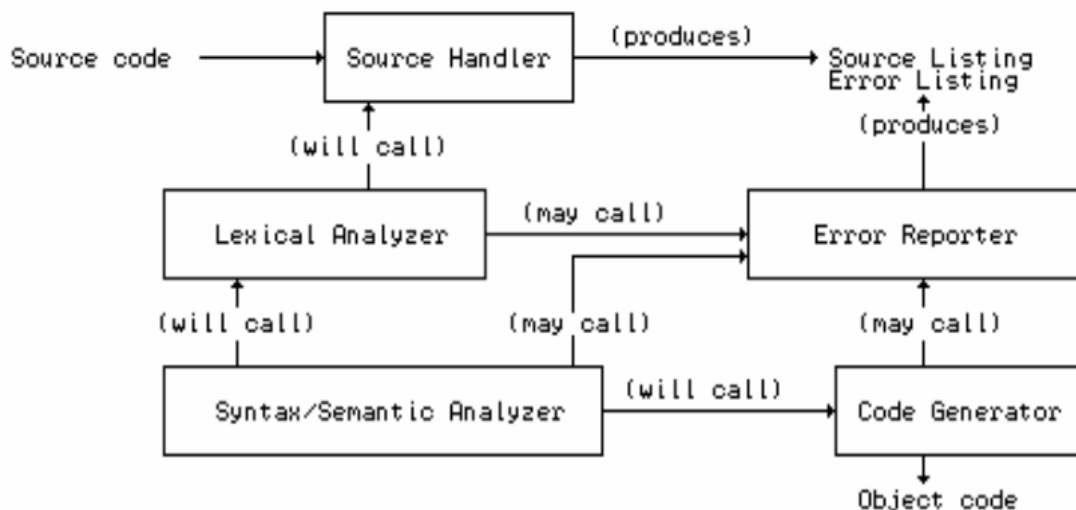 (produces)
Source code
Source Handler
Source Listing
Error Listing
(will call)
(produces)
Lexical Analyzer
(may call)
Error Reporter
(will call)
(may call)
(may call)
Syntax/Semantic Analyzer
(will call)
Code Generator
Object code